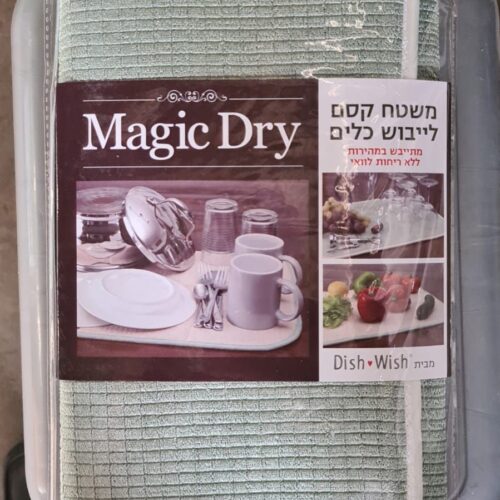 Magic Dry
משטח קסם
לייבוש כלים
מתייבש במהירות
ללא ריחות לוואי
מבית Dish♥Wish®